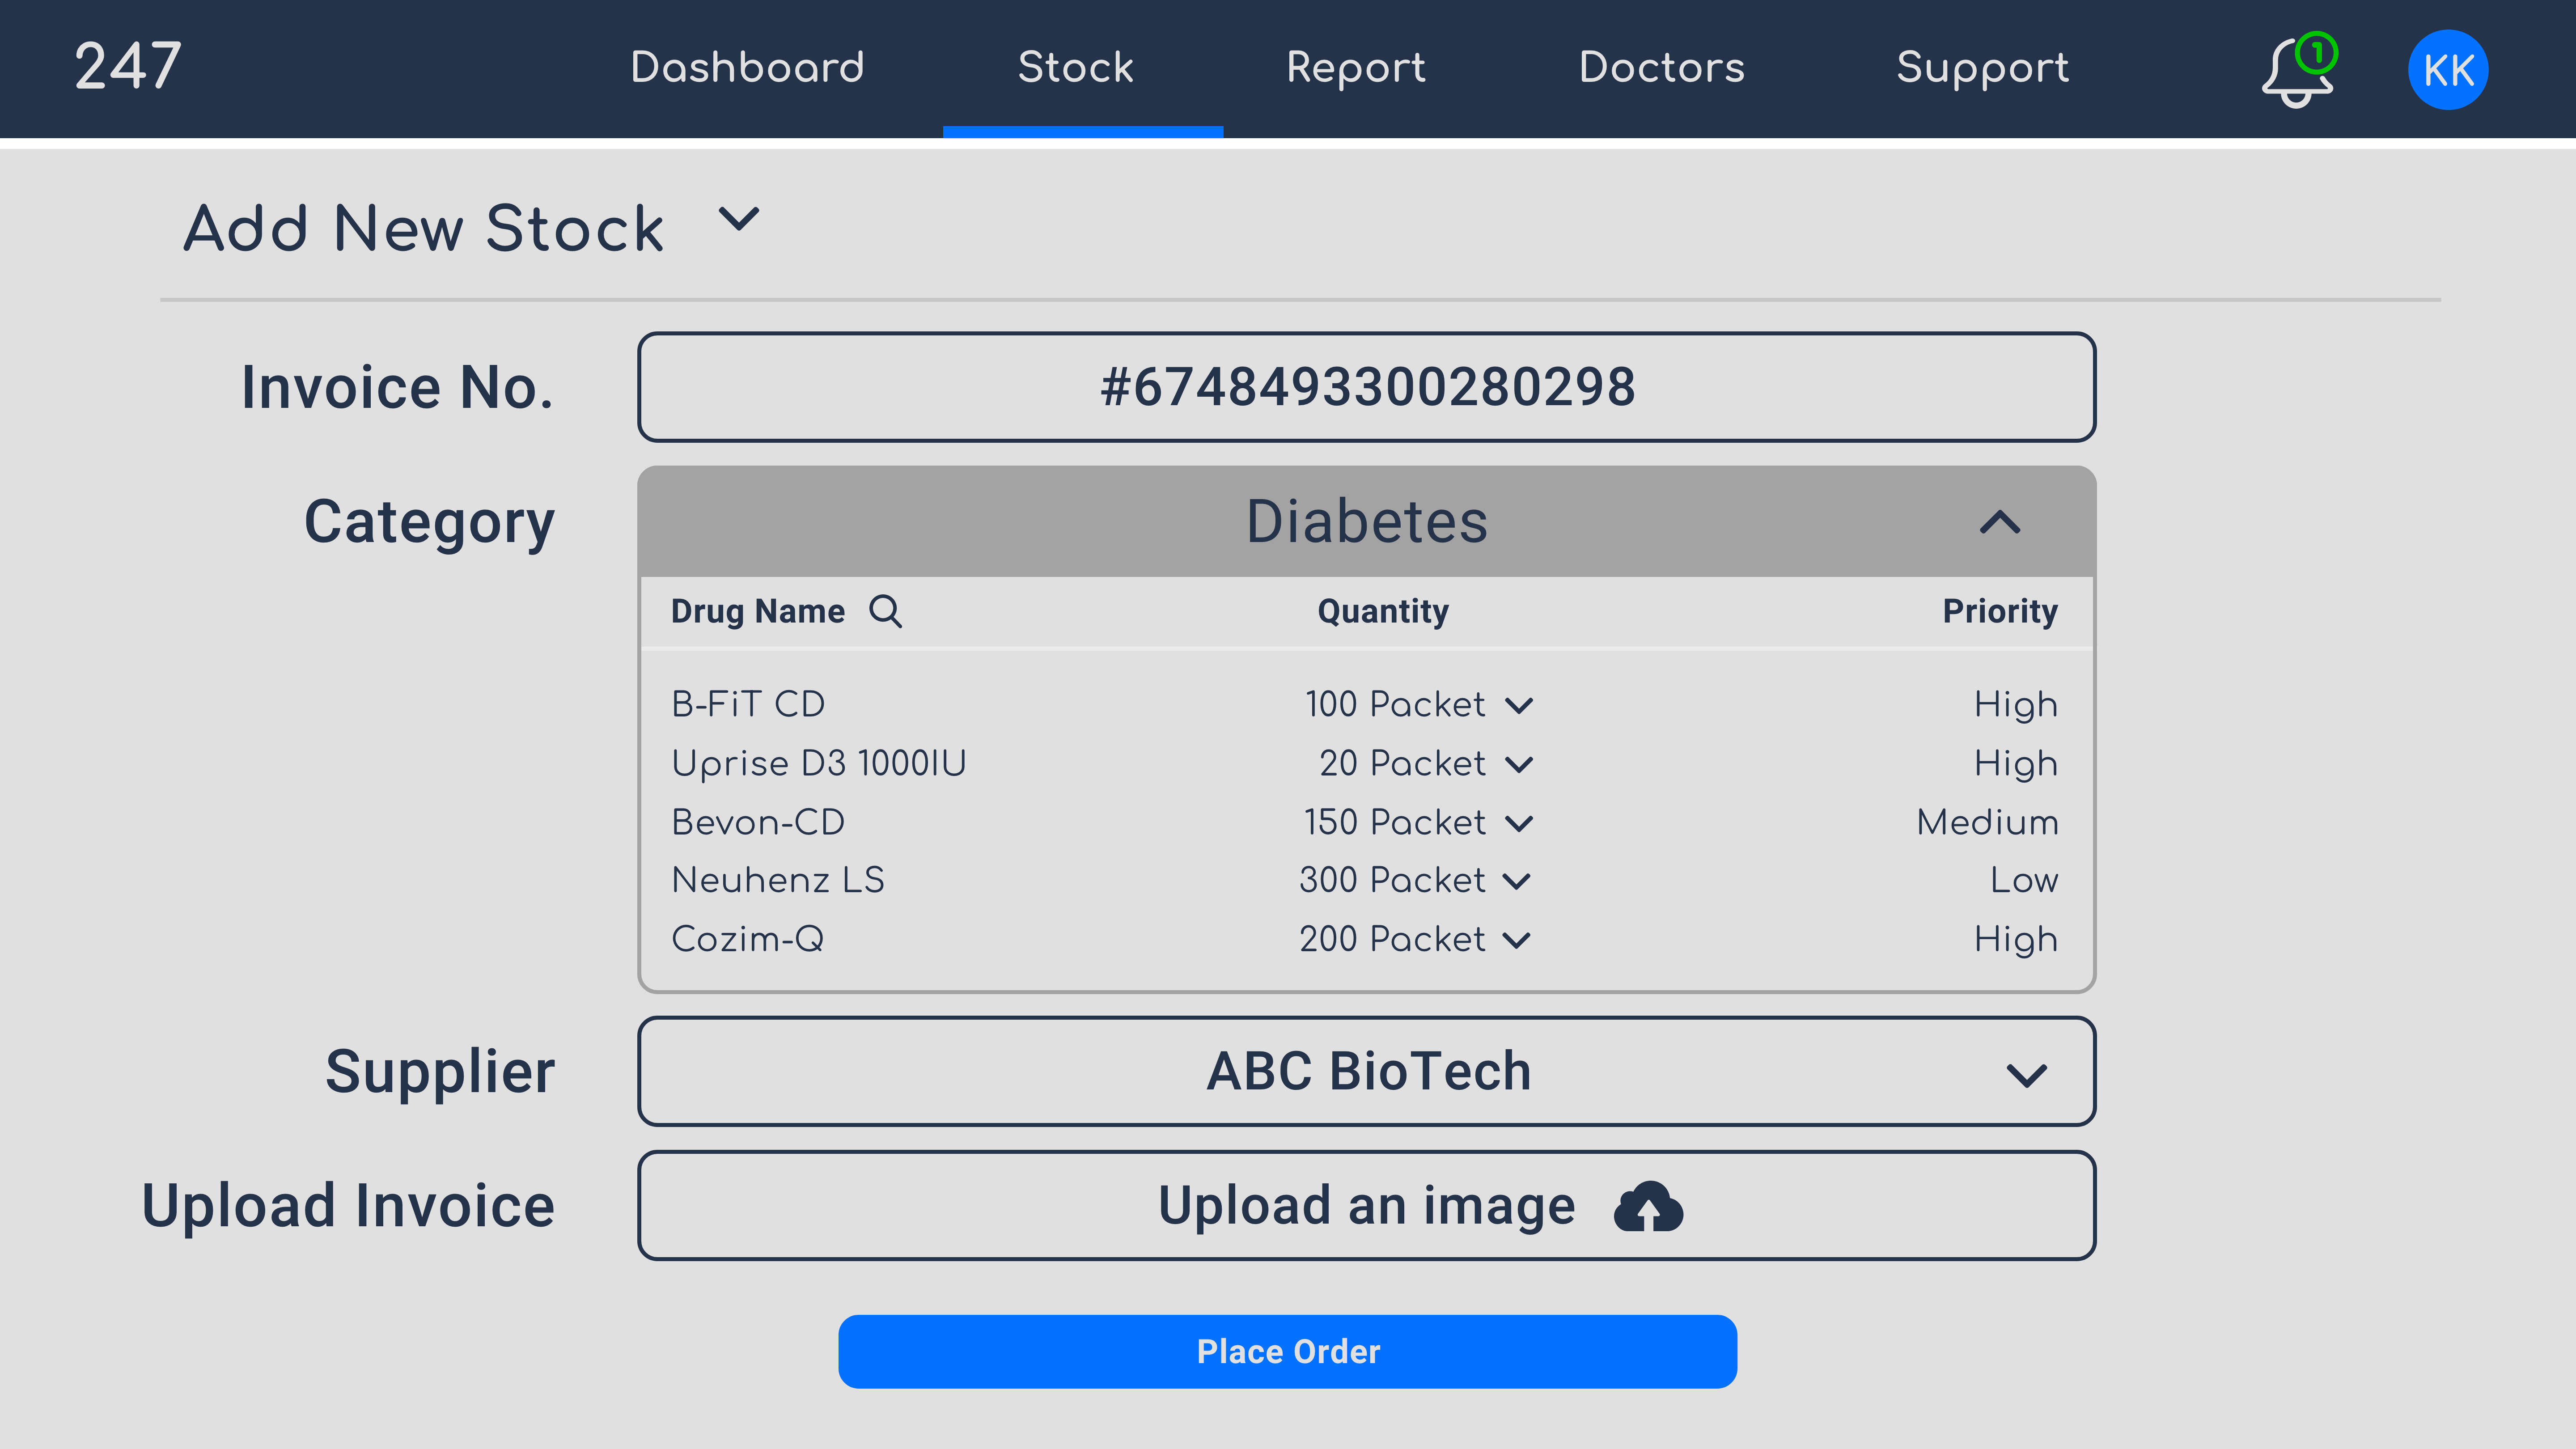 247 Dashboard Stock Report Doctors Support 1 KK
Add New Stock
Invoice No. #6748493300280298
Category Diabetes
Drug Name Quantity Priority
B-FiT CD 100 Packet High
Uprise D3 1000IU 20 Packet High
Bevon-CD 150 Packet Medium
Neuhenz LS 300 Packet Low
Cozim-Q 200 Packet High
Supplier ABC BioTech
Upload Invoice Upload an image
Place Order